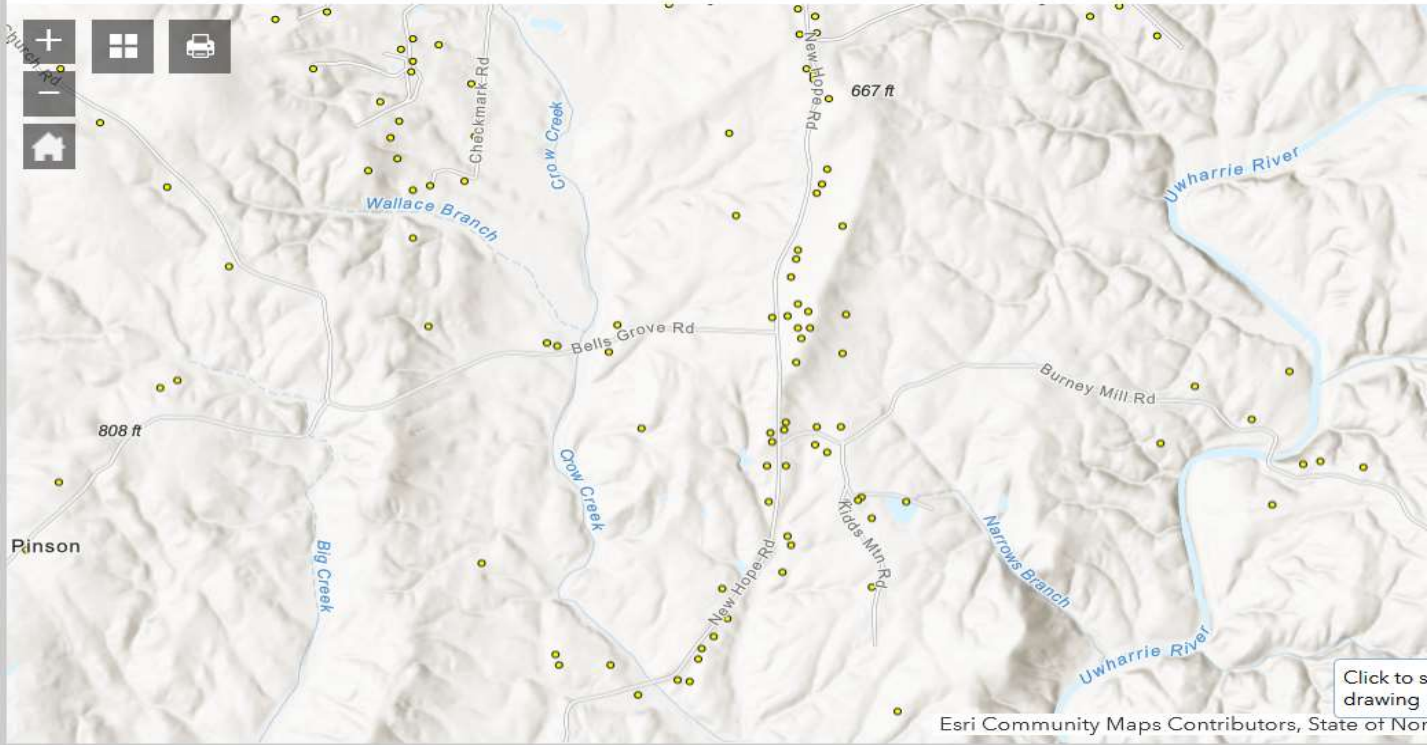 Church Rd
+
−
Checkmark Rd
Crow Creek
New Hope Rd
667 ft
Uwharrie River
Wallace Branch
Bells Grove Rd
Burney Mill Rd
808 ft
Crow Creek
Kidds Mtn Rd
Narrows Branch
Pinson
Big Creek
New Hope Rd
Uwharrie River
Click to s
drawing
Esri Community Maps Contributors, State of Nor